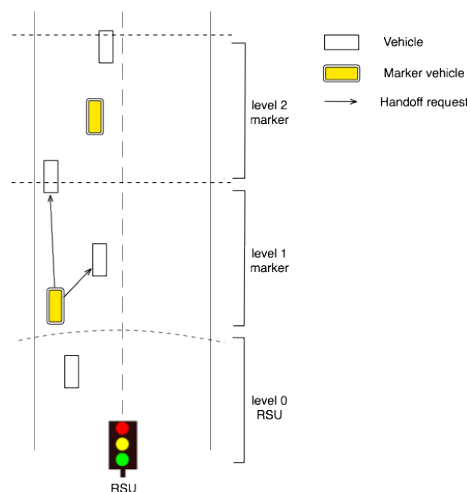 Vehicle
Marker vehicle
Handoff request
level 2
marker
level 1
marker
level 0
RSU
RSU